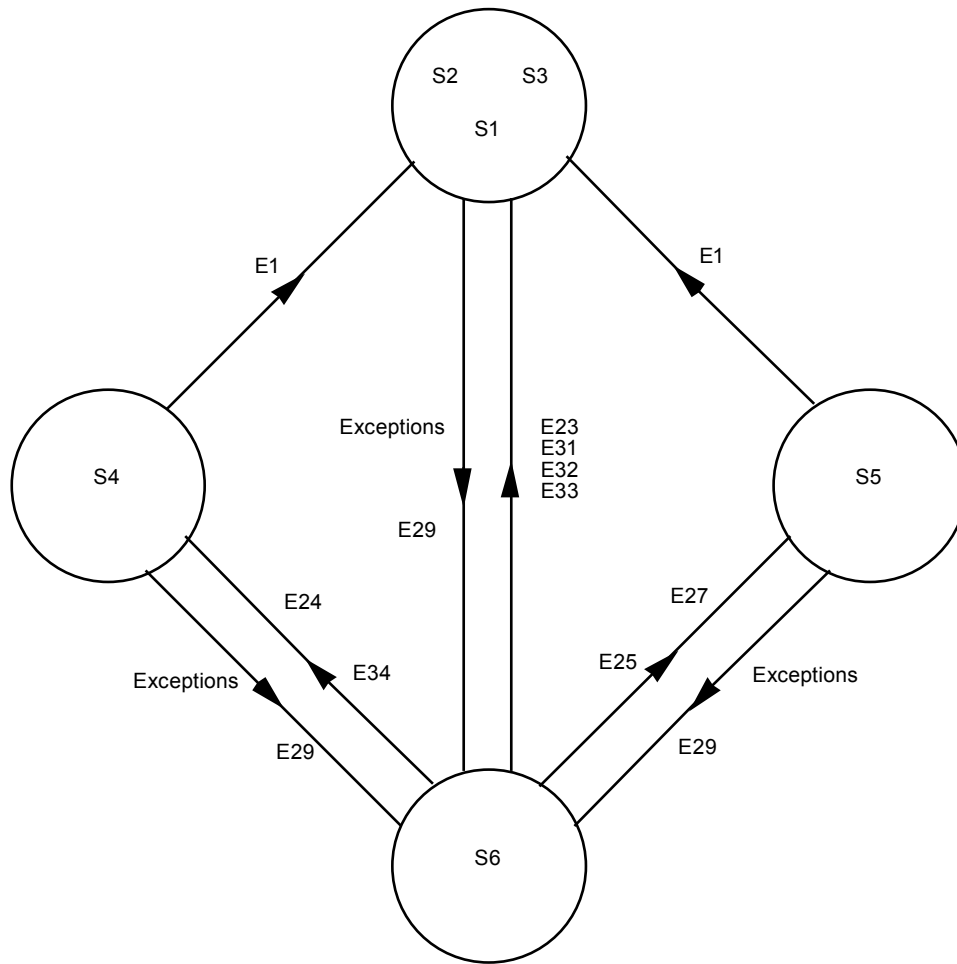 S2 S3
S1
E1 E1
Exceptions E23
E31
E32
E33
S4 S5
E29
E24 E27
E34 E25
Exceptions Exceptions
E29 E29
S6